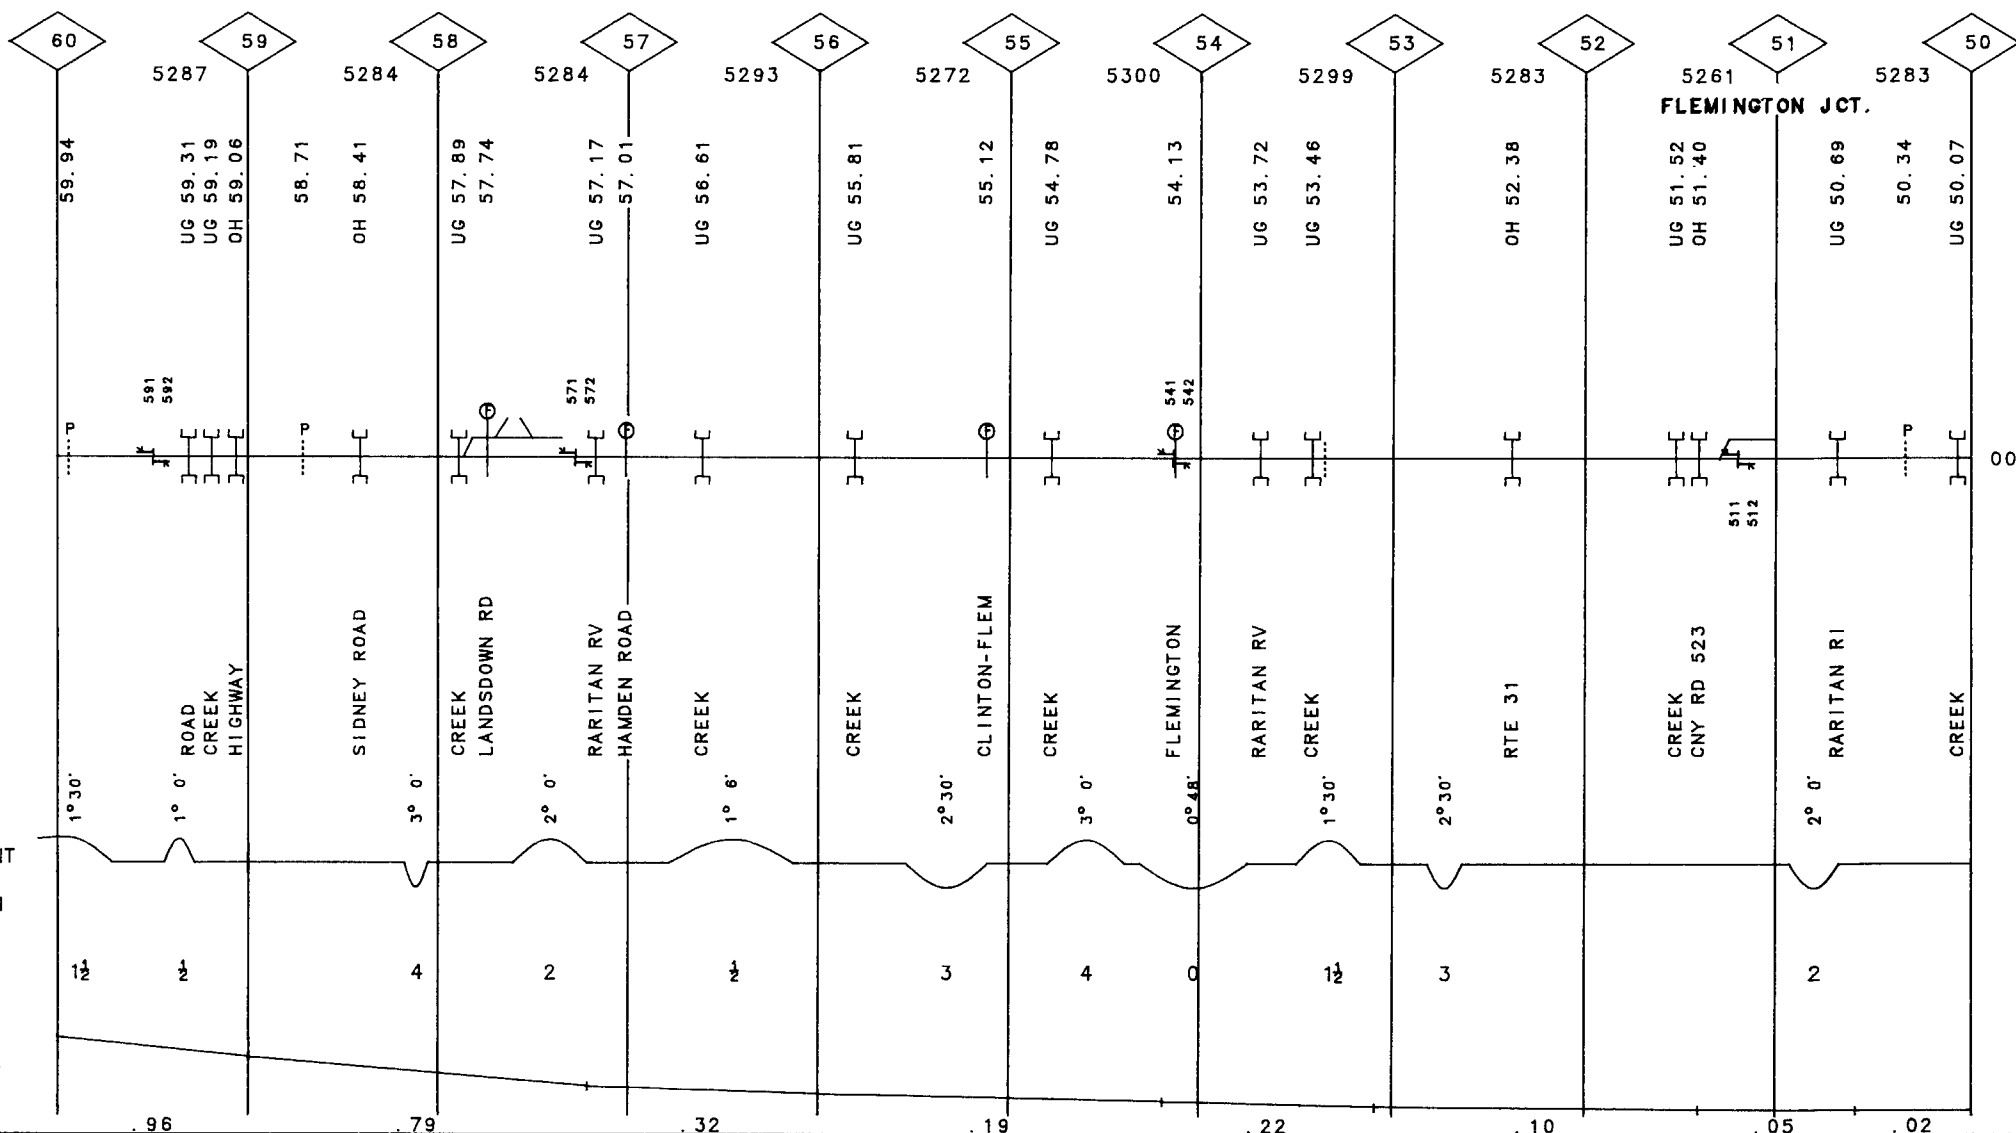 60 59 58 57 56 55 54 53 52 51 50
5287 5284 5284 5293 5272 5300 5299 5283 5261 5283
FLEMINGTON JCT.
59.94
UG 59.31
UG 59.19
OH 59.06
58.71
OH 58.41
UG 57.89
57.74
UG 57.17
57.01
UG 56.61
UG 55.81
55.12
UG 54.78
54.13
UG 53.72
UG 53.46
OH 52.38
UG 51.52
OH 51.40
UG 50.69
50.34
UG 50.07
591
592
571
572
541
542
P
P
F
F
F
F
P
00
511
512
ROAD
CREEK
HIGHWAY
SIDNEY ROAD
CREEK
LANDSDOWN RD
RARITAN RV
HAMDEN ROAD
CREEK
CREEK
CLINTON-FLEM
CREEK
FLEMINGTON
RARITAN RV
CREEK
RTE 31
CREEK
CNY RD 523
RARITAN RI
CREEK
1°30'
1° 0'
3° 0'
2° 0'
1° 6'
2°30'
3° 0'
0°48'
1°30'
2°30'
2° 0'
1½ ½ 4 2 ½ 3 4 0 1½ 3 2
.96 .79 .32 .19 .22 .10 .05 .02